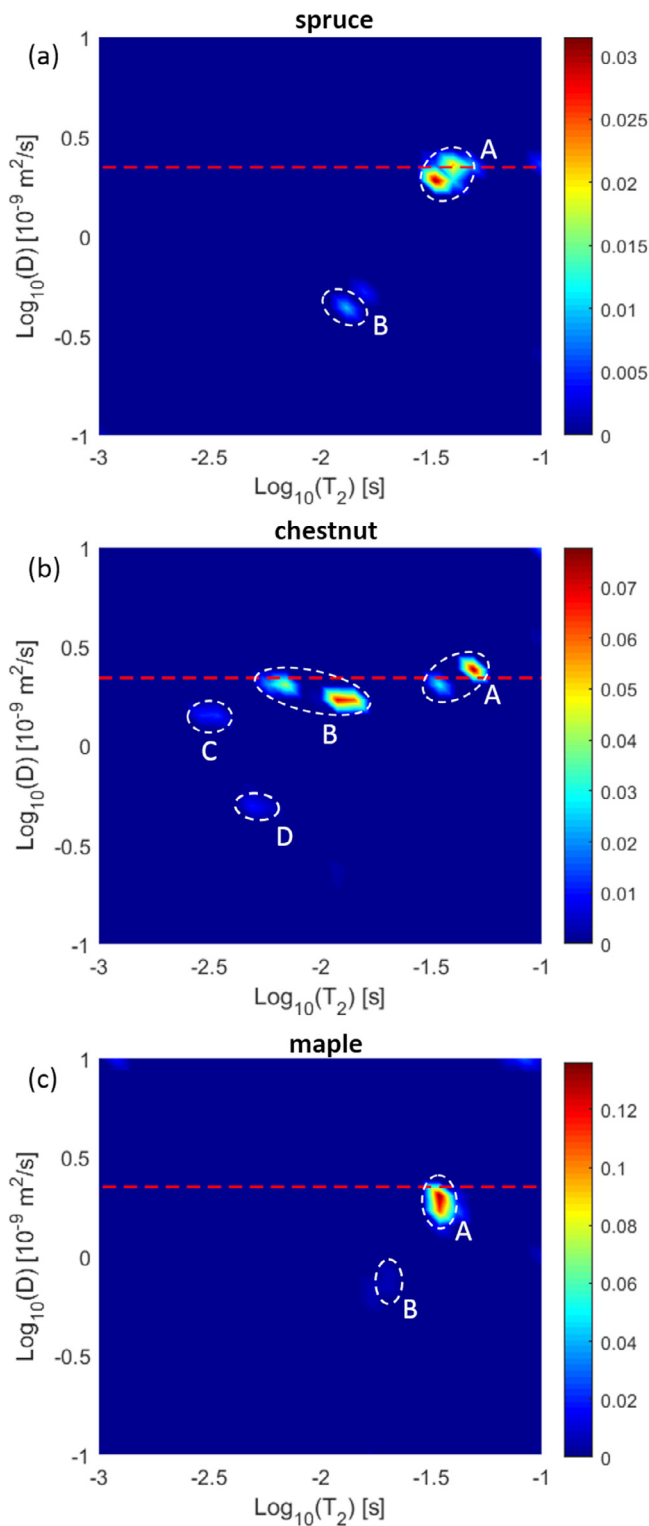 spruce
(a)
1
0.5
0
-0.5
-1
Log10(D) [10-9 m2/s]
-3
-2.5
-2
-1.5
-1
Log10(T2) [s]
A
B
0.03
0.025
0.02
0.015
0.01
0.005
0
chestnut
(b)
1
0.5
0
-0.5
-1
Log10(D) [10-9 m2/s]
-3
-2.5
-2
-1.5
-1
Log10(T2) [s]
A
B
C
D
0.07
0.06
0.05
0.04
0.03
0.02
0.01
0
maple
(c)
1
0.5
0
-0.5
-1
Log10(D) [10-9 m2/s]
-3
-2.5
-2
-1.5
-1
Log10(T2) [s]
A
B
0.12
0.1
0.08
0.06
0.04
0.02
0